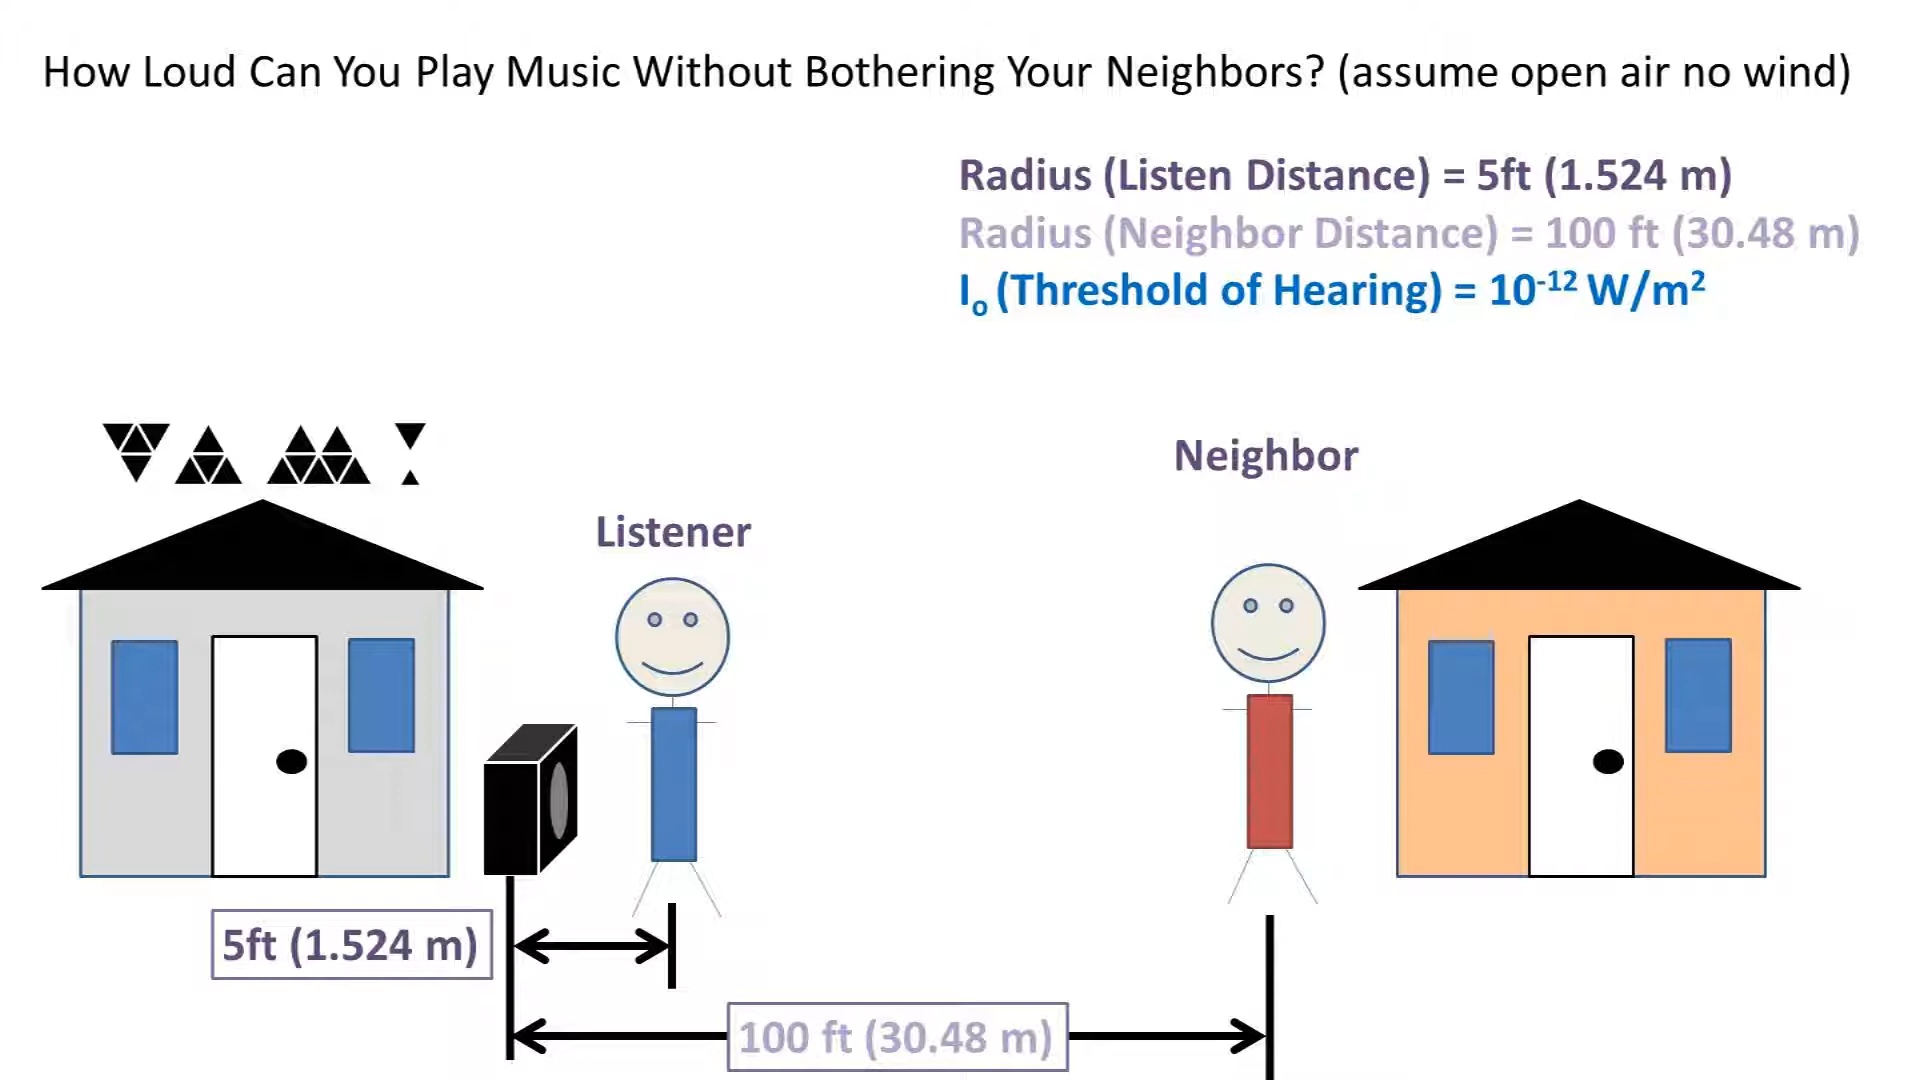 How Loud Can You Play Music Without Bothering Your Neighbors? (assume open air no wind)
Radius (Listen Distance) = 5ft (1.524 m)
Radius (Neighbor Distance) = 100 ft (30.48 m)
Iₒ (Threshold of Hearing) = 10⁻¹² W/m²
Neighbor
Listener
5ft (1.524 m)
100 ft (30.48 m)